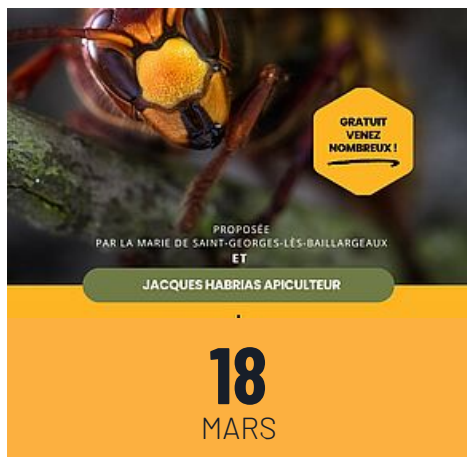 GRATUIT
VENEZ
NOMBREUX !
PROPOSÉE
PAR LA MARIE DE SAINT-GEORGES-LÈS-BAILLARGEAUX
ET
JACQUES HABRIAS APICULTEUR
18
MARS